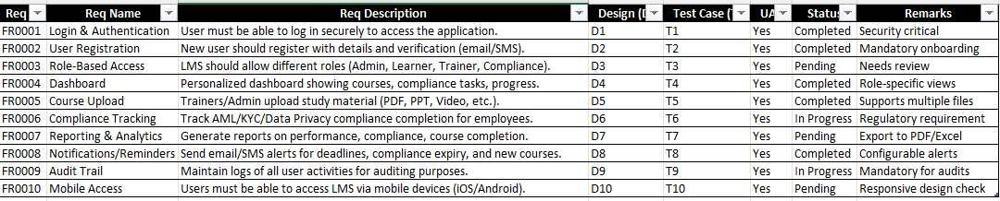 Req Req Name Req Description Design (D Test Case (T UA Status Remarks
FR0001 Login & Authentication User must be able to log in securely to access the application. D1 T1 Yes Completed Security critical
FR0002 User Registration New user should register with details and verification (email/SMS). D2 T2 Yes Completed Mandatory onboarding
FR0003 Role-Based Access LMS should allow different roles (Admin, Learner, Trainer, Compliance). D3 T3 Yes Pending Needs review
FR0004 Dashboard Personalized dashboard showing courses, compliance tasks, progress. D4 T4 Yes Completed Role-specific views
FR0005 Course Upload Trainers/Admin upload study material (PDF, PPT, Video, etc.). D5 T5 Yes Completed Supports multiple files
FR0006 Compliance Tracking Track AML/KYC/Data Privacy compliance completion for employees. D6 T6 Yes In Progress Regulatory requirement
FR0007 Reporting & Analytics Generate reports on performance, compliance, course completion. D7 T7 Yes Pending Export to PDF/Excel
FR0008 Notifications/Reminders Send email/SMS alerts for deadlines, compliance expiry, and new courses. D8 T8 Yes Completed Configurable alerts
FR0009 Audit Trail Maintain logs of all user activities for auditing purposes. D9 T9 Yes In Progress Mandatory for audits
FR0010 Mobile Access Users must be able to access LMS via mobile devices (iOS/Android). D10 T10 Yes Pending Responsive design check